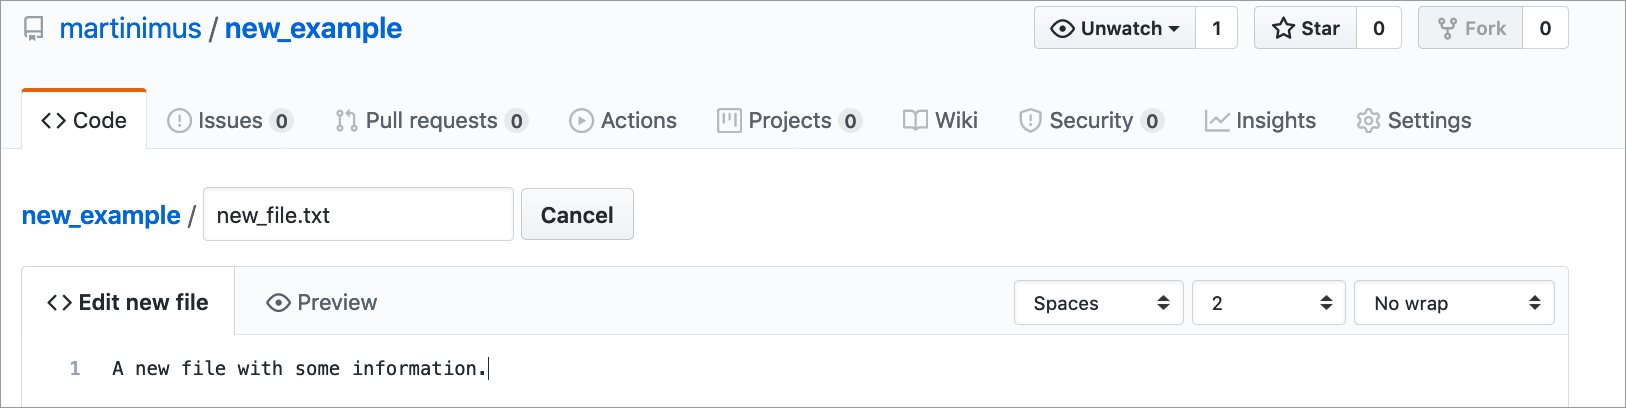 martinimus / new_example Unwatch 1 Star 0 Fork 0
Code Issues 0 Pull requests 0 Actions Projects 0 Wiki Security 0 Insights Settings
new_example / new_file.txt Cancel
Edit new file Preview Spaces 2 No wrap
1 A new file with some information.